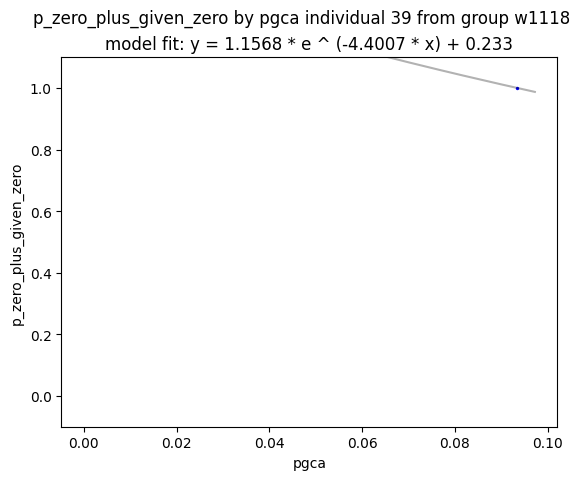 p_zero_plus_given_zero by pgca individual 39 from group w1118
model fit: y = 1.1568 * e ^ (-4.4007 * x) + 0.233
1.0
0.8
0.6
0.4
0.2
0.0
p_zero_plus_given_zero
0.00 0.02 0.04 0.06 0.08 0.10
pgca